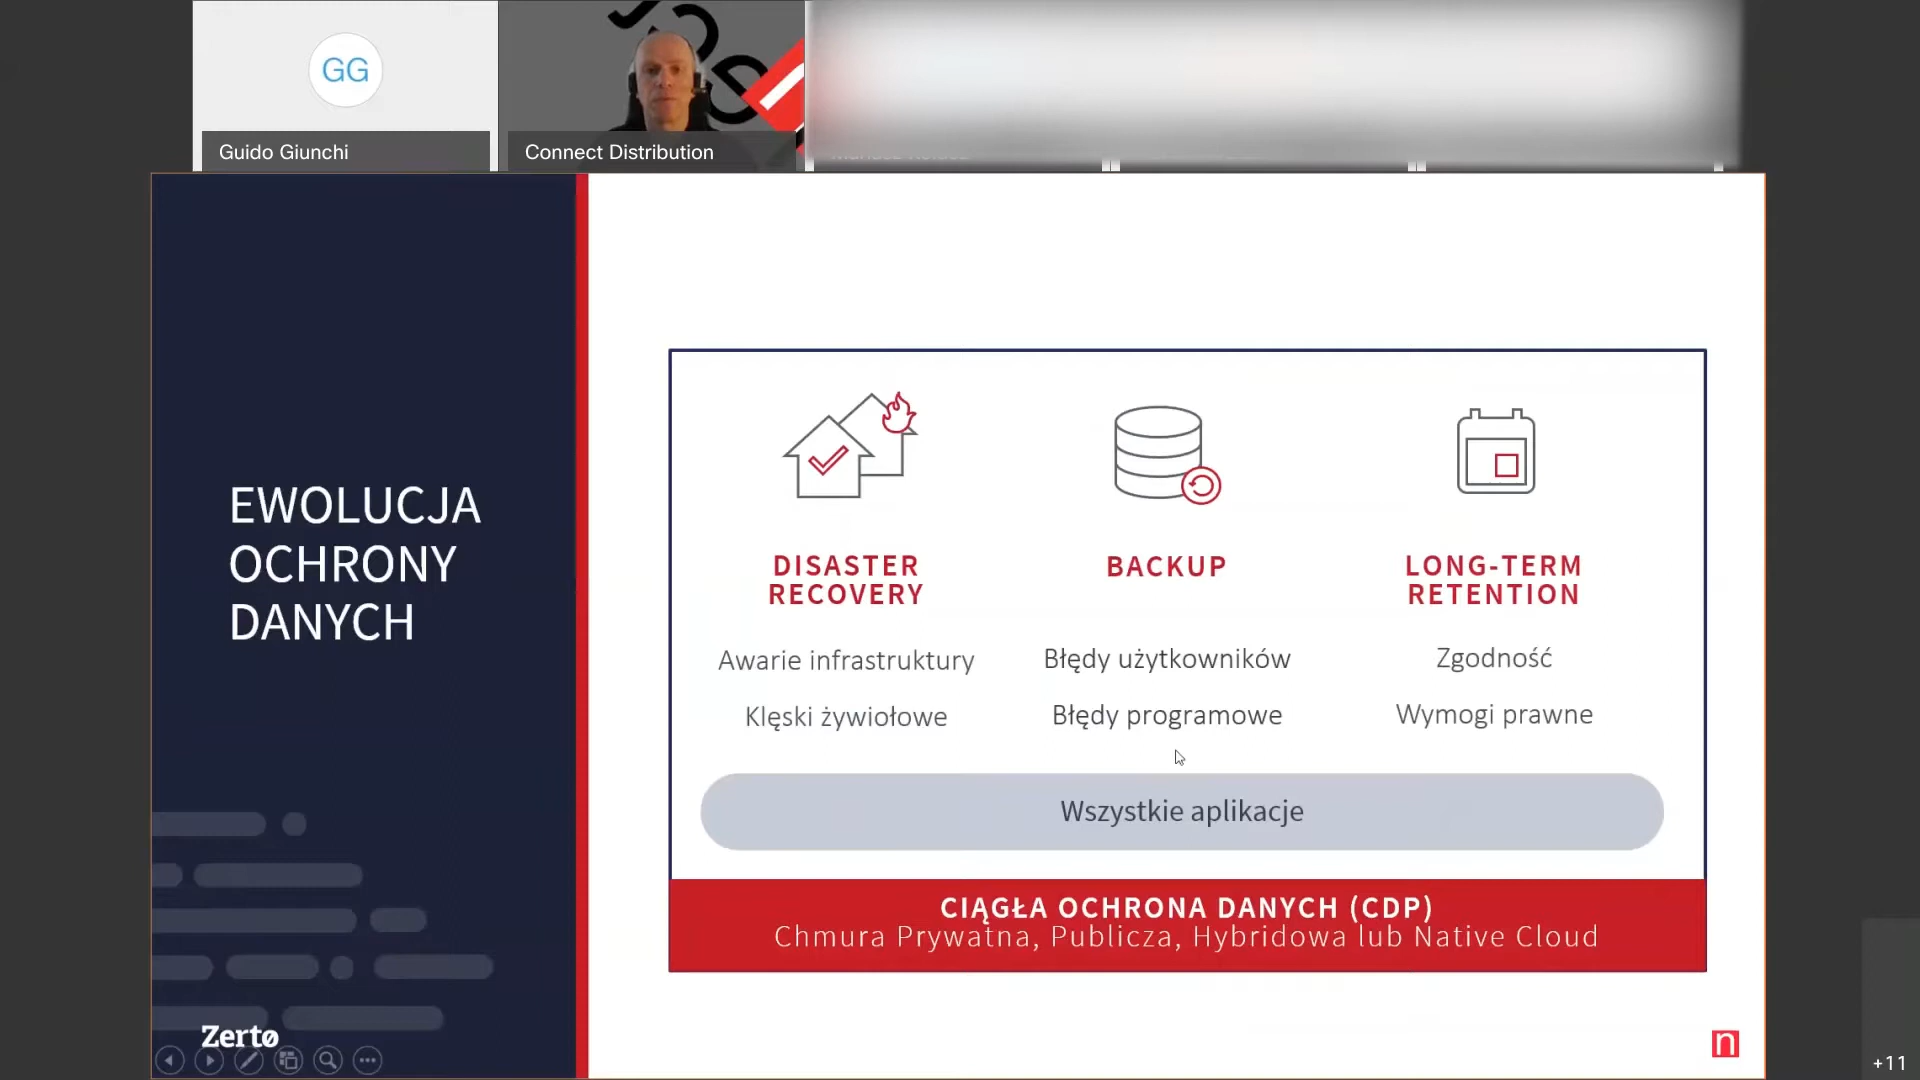 GG
Guido Giunchi
Connect Distribution
EWOLUCJA
OCHRONY
DANYCH
DISASTER
RECOVERY
BACKUP
LONG-TERM
RETENTION
Awarie infrastruktury
Błędy użytkowników
Zgodność
Klęski żywiołowe
Błędy programowe
Wymogi prawne
Wszystkie aplikacje
CIĄGŁA OCHRONA DANYCH (CDP)
Chmura Prywatna, Publicza, Hybridowa lub Native Cloud
Zerto
n
+11